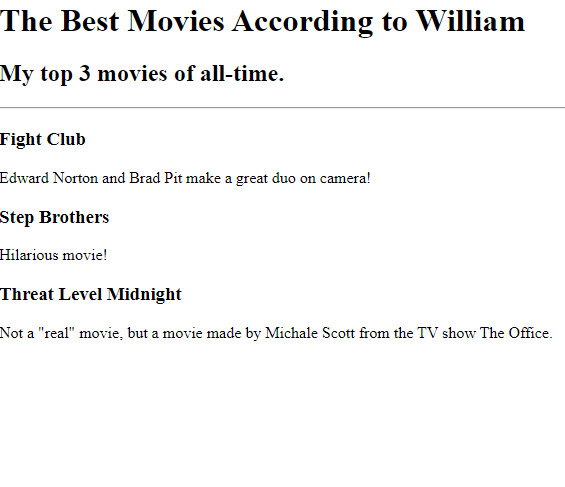 The Best Movies According to William
My top 3 movies of all-time.
Fight Club
Edward Norton and Brad Pit make a great duo on camera!
Step Brothers
Hilarious movie!
Threat Level Midnight
Not a "real" movie, but a movie made by Michale Scott from the TV show The Office.